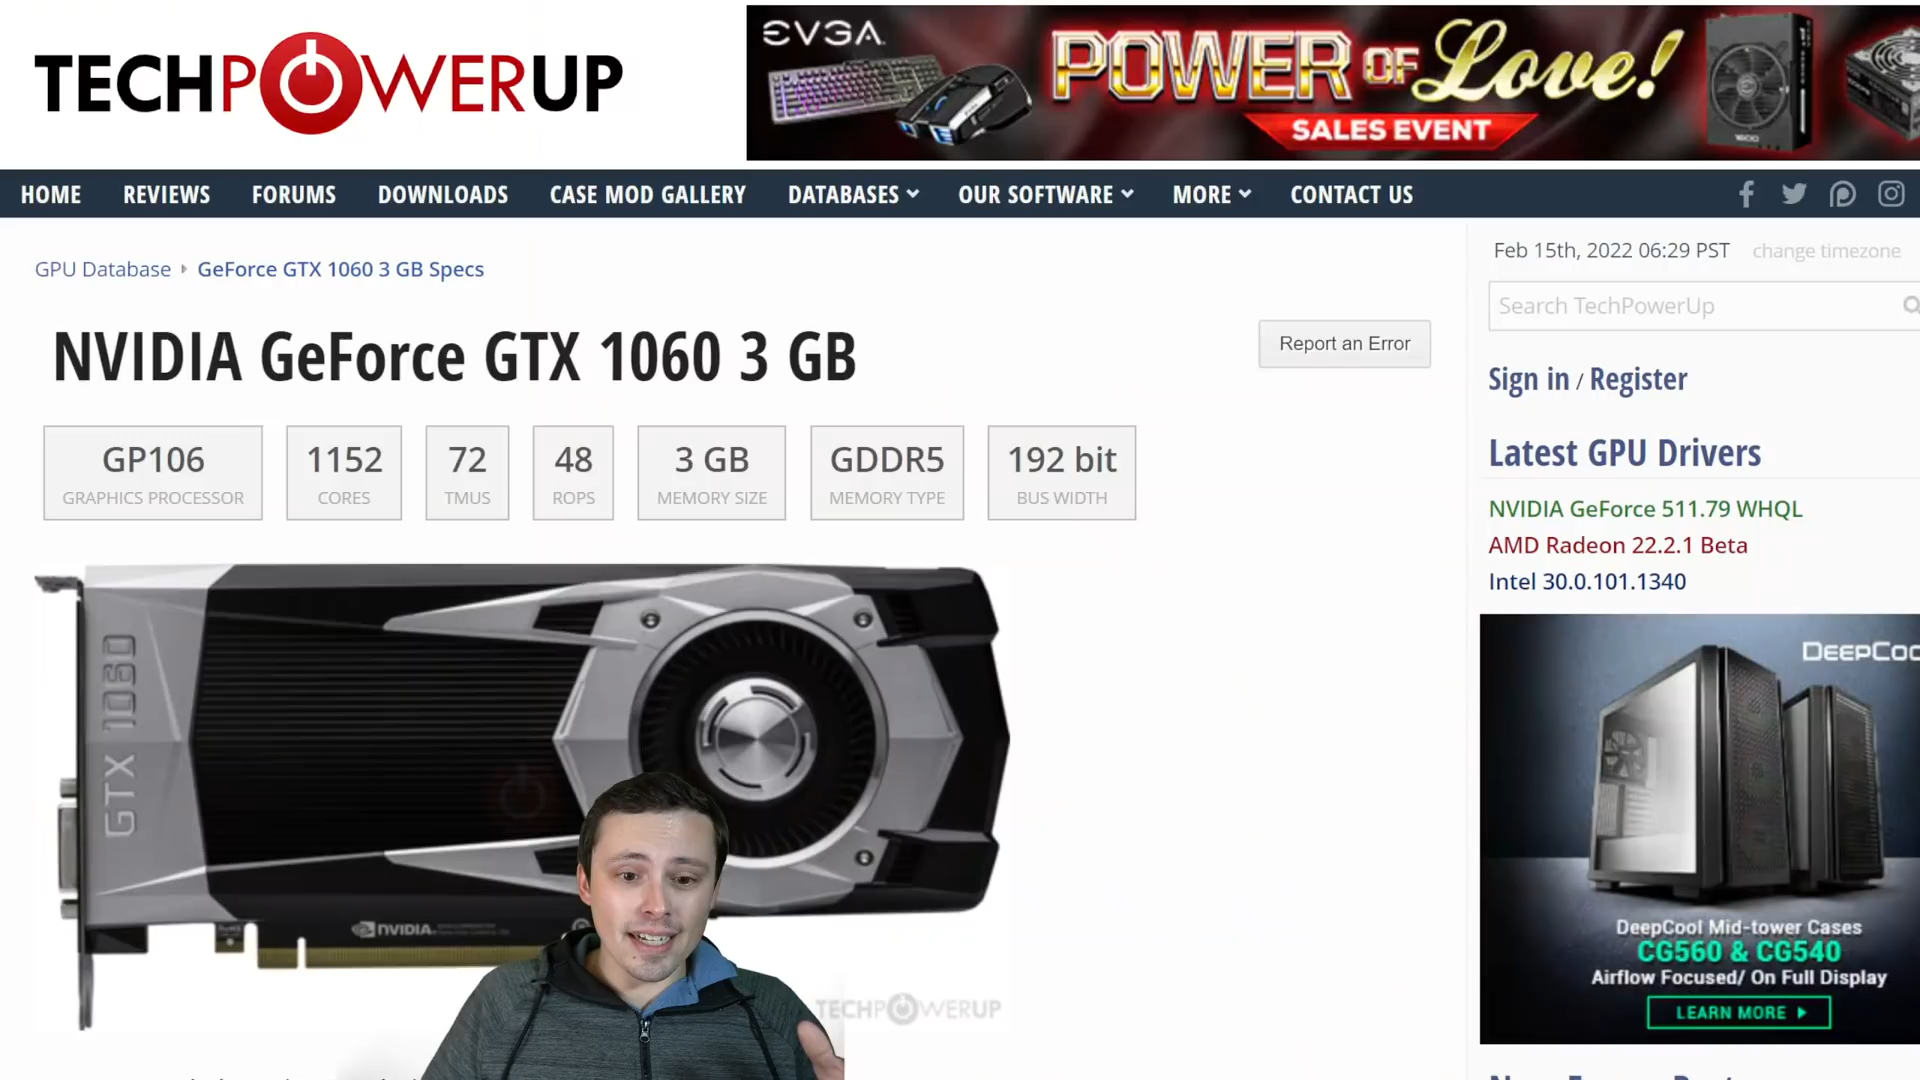 TECHPOWERUP
EVGA
POWER OF Love!
SALES EVENT
1600
HOME REVIEWS FORUMS DOWNLOADS CASE MOD GALLERY DATABASES OUR SOFTWARE MORE CONTACT US
GPU Database GeForce GTX 1060 3 GB Specs
Feb 15th, 2022 06:29 PST change timezone
Search TechPowerUp
NVIDIA GeForce GTX 1060 3 GB
Report an Error
Sign in / Register
GP106 1152 72 48 3 GB GDDR5 192 bit
GRAPHICS PROCESSOR CORES TMUS ROPS MEMORY SIZE MEMORY TYPE BUS WIDTH
Latest GPU Drivers
NVIDIA GeForce 511.79 WHQL
AMD Radeon 22.2.1 Beta
Intel 30.0.101.1340
GTX 1060
NVIDIA
TECHPOWERUP
DeepCool Mid-tower Cases
CG560 & CG540
Airflow Focused/ On Full Display
LEARN MORE